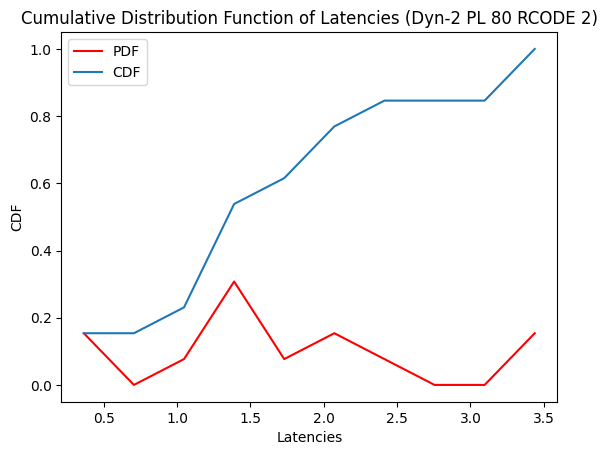 Cumulative Distribution Function of Latencies (Dyn-2 PL 80 RCODE 2)
PDF
CDF
1.0
0.8
0.6
0.4
0.2
0.0
CDF
0.5
1.0
1.5
2.0
2.5
3.0
3.5
Latencies